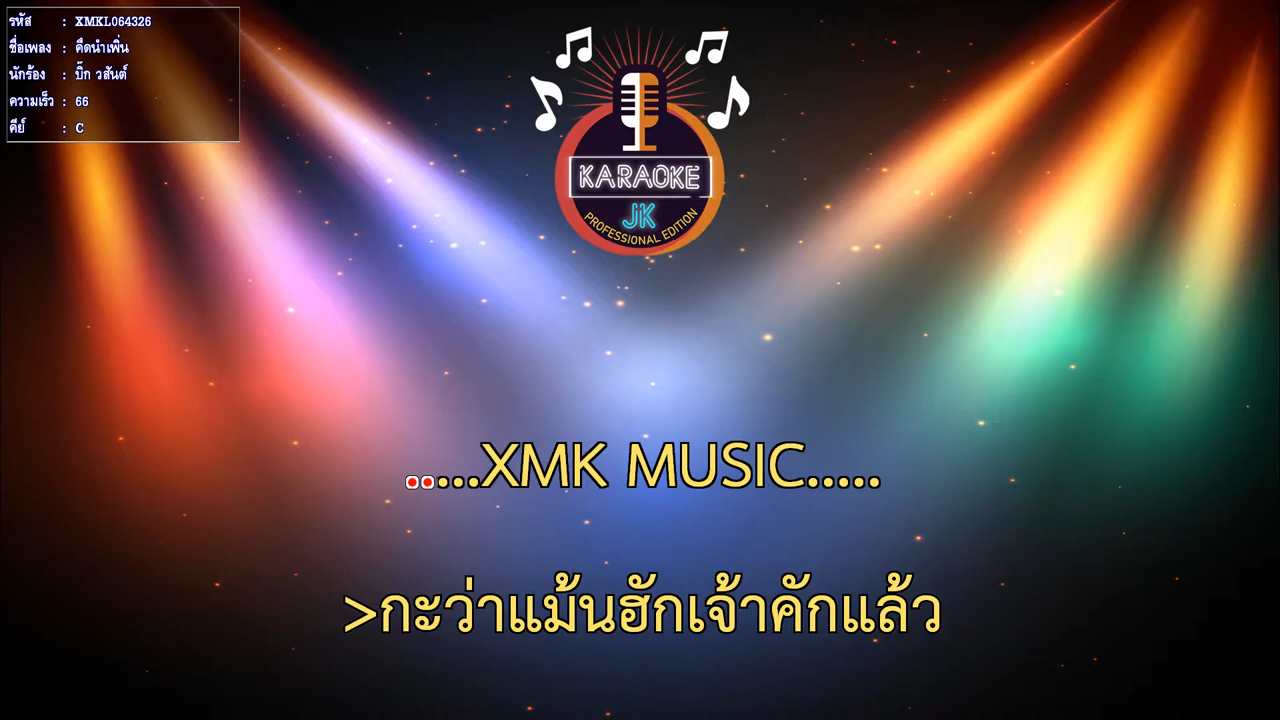 รหัส : XMKL064326
ชื่อเพลง : คึดนำเพิ่น
นักร้อง : บิ๊ก วสันต์
ความเร็ว : 66
คีย์ : C
KARAOKE
JK
PROFESSIONAL EDITION
.....XMK MUSIC.....
>กะว่าแม้นฮักเจ้าคักแล้ว